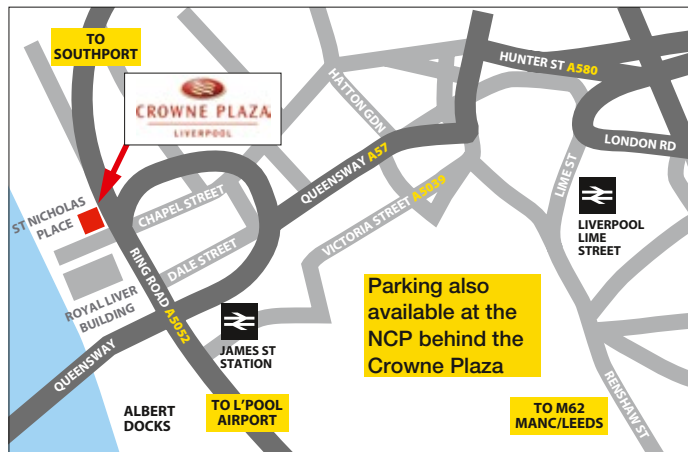 TO
SOUTHPORT
CROWNE PLAZA
LIVERPOOL
HUNTER ST A580
HATTON GDN
LONDON RD
LIME ST
QUEENSWAY A57
VICTORIA STREET A5039
LIVERPOOL
LIME
STREET
ST NICHOLAS
PLACE
CHAPEL STREET
DALE STREET
RING ROAD A5052
ROYAL LIVER
BUILDING
Parking also
available at the
NCP behind the
Crowne Plaza
JAMES ST
STATION
QUEENSWAY
RENSHAW ST
ALBERT
DOCKS
TO L'POOL
AIRPORT
TO M62
MANC/LEEDS